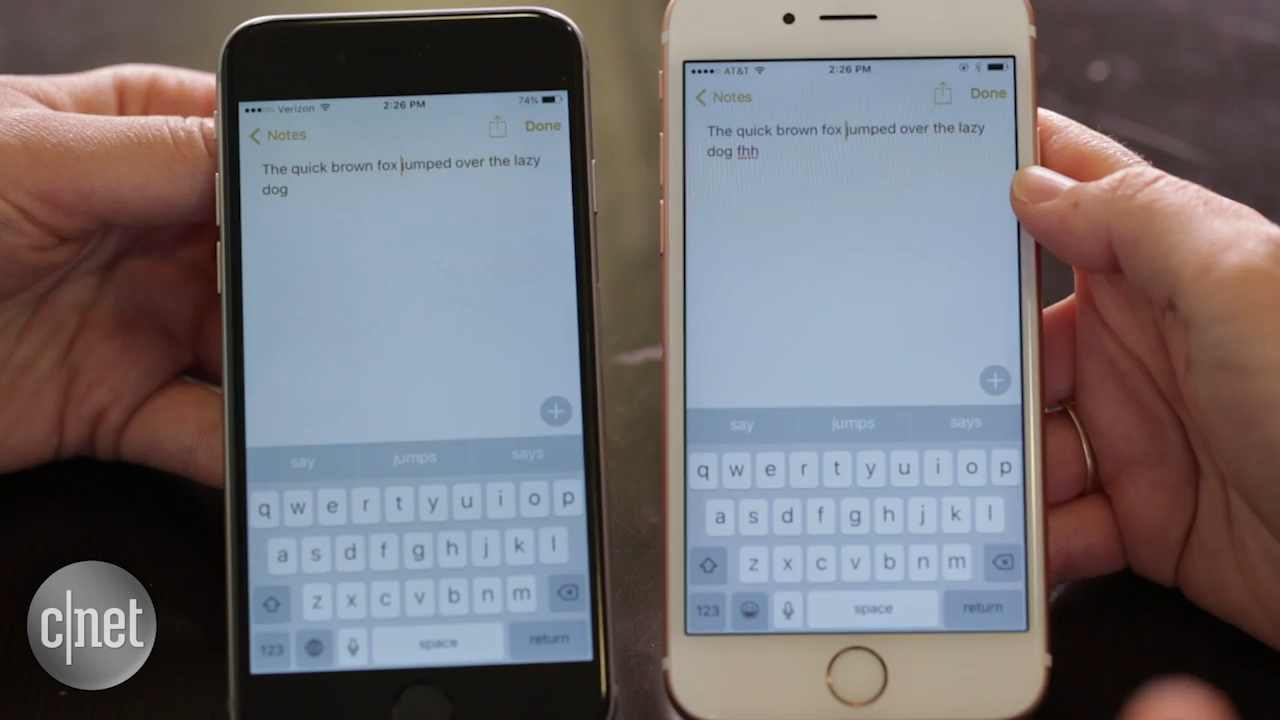 Verizon 2:26 PM 74%
Notes Done
The quick brown fox jumped over the lazy
dog
say jumps says
q w e r t y u i o p
a s d f g h j k l
z x c v b n m
123 space return
AT&T 2:26 PM
Notes Done
The quick brown fox jumped over the lazy
dog fhh
say jumps says
q w e r t y u i o p
a s d f g h j k l
z x c v b n m
123 space return
c|net